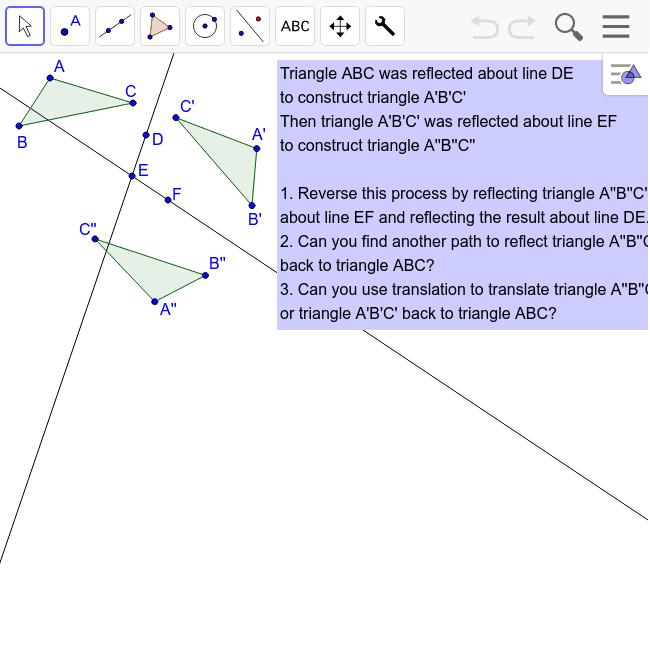 A
ABC
A
C
B
D
E
F
C'
A'
B'
C"
B"
A"
Triangle ABC was reflected about line DE
to construct triangle A'B'C'
Then triangle A'B'C' was reflected about line EF
to construct triangle A"B"C"
1. Reverse this process by reflecting triangle A"B"C'
about line EF and reflecting the result about line DE.
2. Can you find another path to reflect triangle A"B"C
back to triangle ABC?
3. Can you use translation to translate triangle A"B"C
or triangle A'B'C' back to triangle ABC?